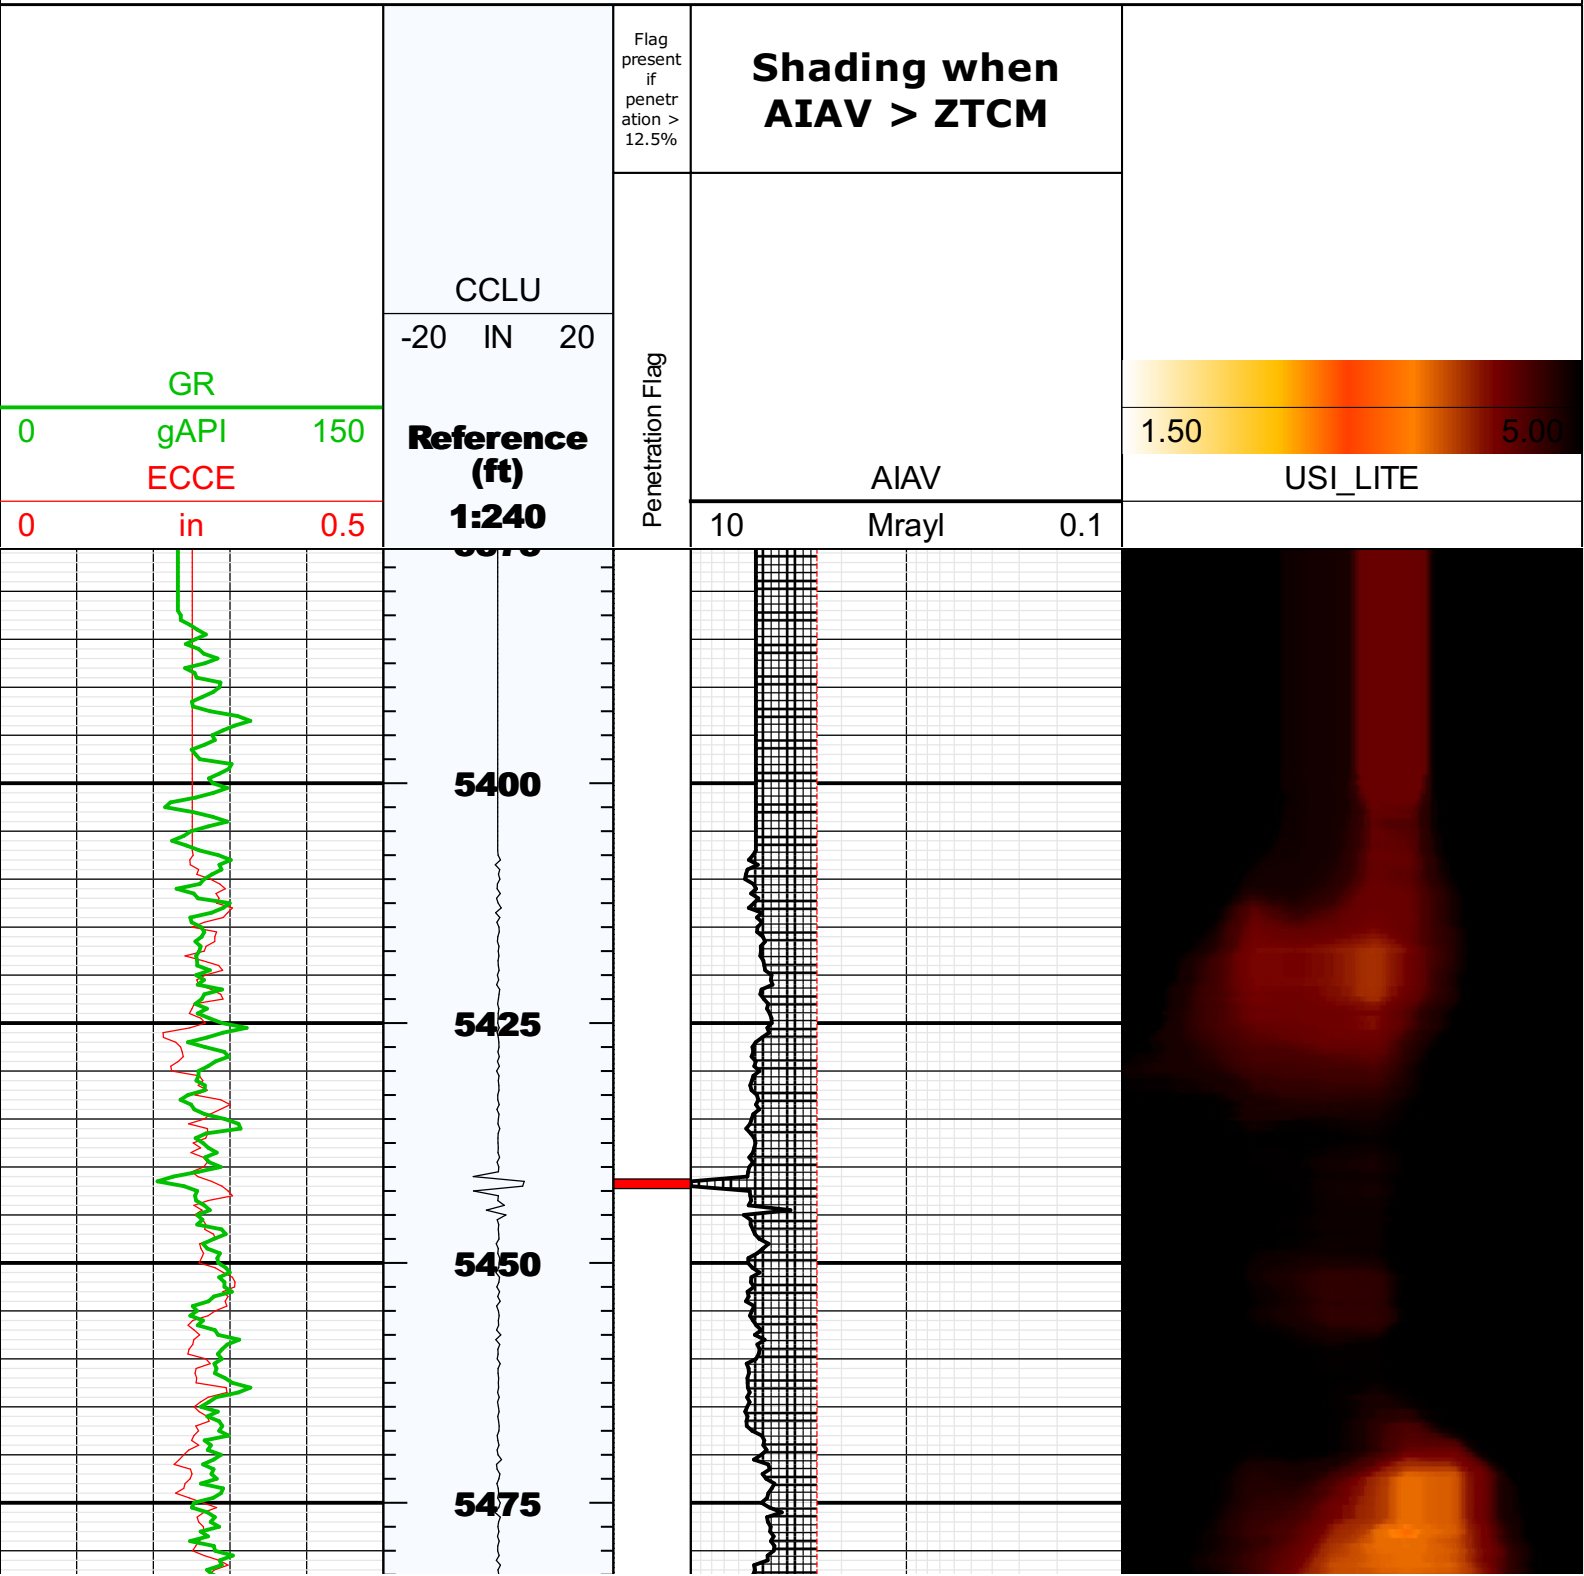 Flag
present
if
penetr
ation >
12.5%
Shading when
AIAV > ZTCM
CCLU
-20 IN 20
GR
0 gAPI 150
ECCE
0 in 0.5
Reference
(ft)
1:240
Penetration Flag
AIAV
10 Mrayl 0.1
1.50 5.00
USI_LITE
5400
5425
5450
5475